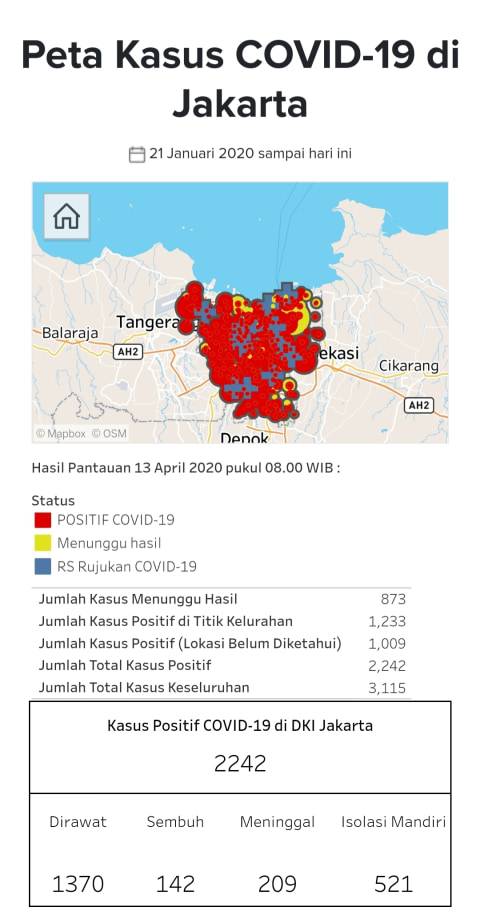 Peta Kasus COVID-19 di
Jakarta
21 Januari 2020 sampai hari ini
Balaraja
Tangera
AH2
ekasi
Cikarang
AH2
Depok
© Mapbox © OSM
Hasil Pantauan 13 April 2020 pukul 08.00 WIB :
Status
POSITIF COVID-19
Menunggu hasil
RS Rujukan COVID-19
Jumlah Kasus Menunggu Hasil 873
Jumlah Kasus Positif di Titik Kelurahan 1,233
Jumlah Kasus Positif (Lokasi Belum Diketahui) 1,009
Jumlah Total Kasus Positif 2,242
Jumlah Total Kasus Keseluruhan 3,115
Kasus Positif COVID-19 di DKI Jakarta
2242
Dirawat Sembuh Meninggal Isolasi Mandiri
1370 142 209 521